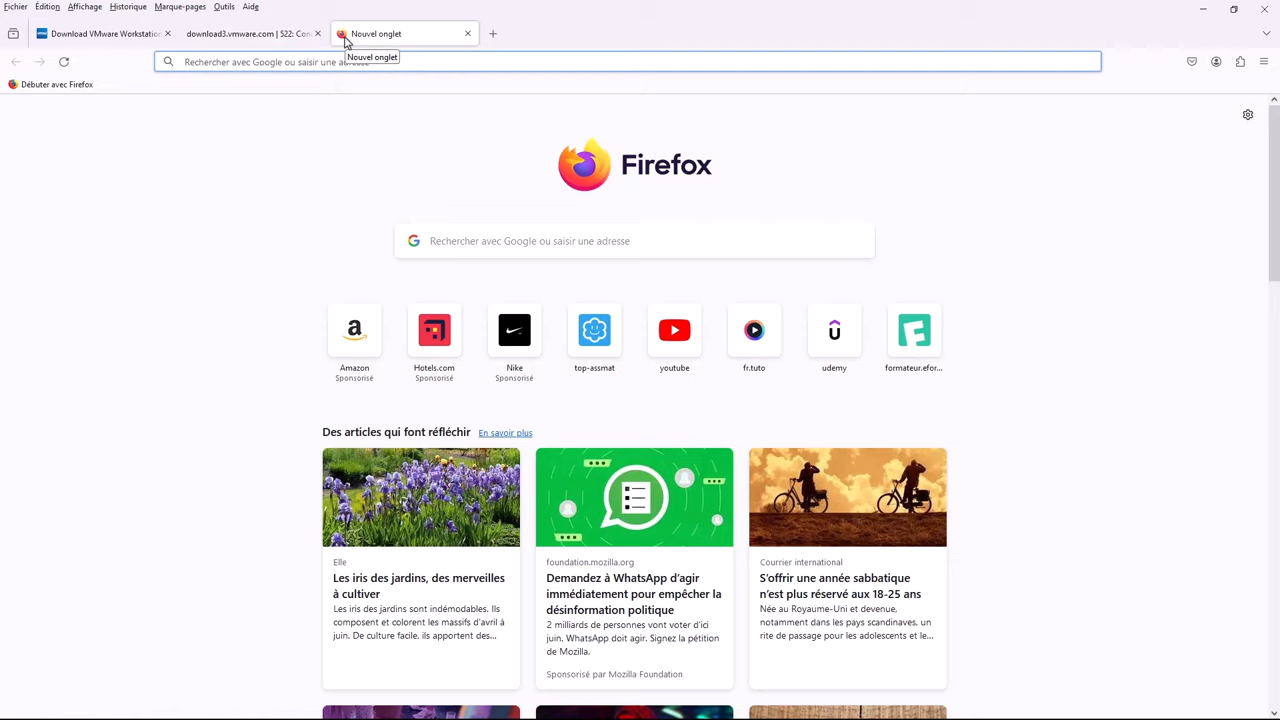 Fichier Édition Affichage Historique Marque-pages Outils Aide
Download VMware Workstation
download3.vmware.com | 522: Con
Nouvel onglet
Rechercher avec Google ou saisir une adresse
Nouvel onglet
Débuter avec Firefox
Firefox
Rechercher avec Google ou saisir une adresse
Amazon Hotels.com Nike top-assmat youtube fr.tuto udemy formateur.efor...
Sponsorisé Sponsorisé Sponsorisé
Des articles qui font réfléchir En savoir plus
Elle
Les iris des jardins, des merveilles
à cultiver
Les iris des jardins sont indémodables. Ils
composent et colorent les massifs d'avril à
juin. De culture facile, ils apportent des...
foundation.mozilla.org
Demandez à WhatsApp d'agir
immédiatement pour empêcher la
désinformation politique
2 milliards de personnes vont voter d'ici
juin. WhatsApp doit agir. Signez la pétition
de Mozilla.
Sponsorisé par Mozilla Foundation
Courrier international
S'offrir une année sabbatique
n'est plus réservé aux 18-25 ans
Née au Royaume-Uni et devenue,
notamment dans les pays scandinaves, un
rite de passage pour les adolescents et le...